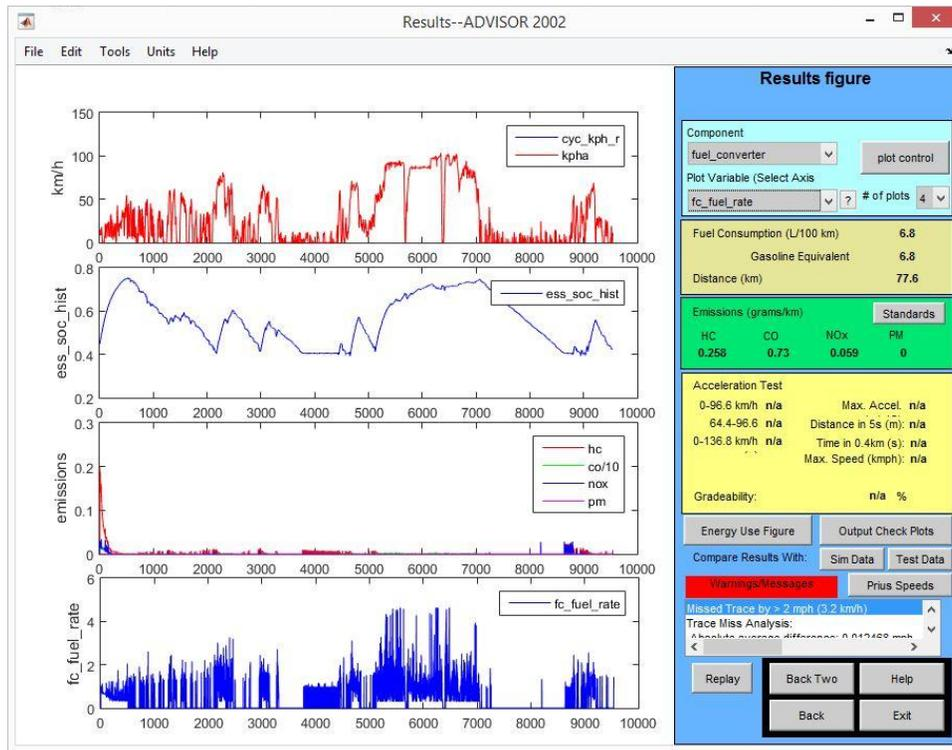 Results--ADVISOR 2002
File Edit Tools Units Help
150
100
50
0
km/h
cyc_kph_r
kpha
0 1000 2000 3000 4000 5000 6000 7000 8000 9000 10000
0.8
0.6
0.4
0.2
ess_soc_hist
ess_soc_hist
0 1000 2000 3000 4000 5000 6000 7000 8000 9000 10000
0.3
0.2
0.1
0
emissions
hc
co/10
nox
pm
0 1000 2000 3000 4000 5000 6000 7000 8000 9000 10000
6
4
2
0
fc_fuel_rate
fc_fuel_rate
0 1000 2000 3000 4000 5000 6000 7000 8000 9000 10000
Results figure
Component
fuel_converter
plot control
Plot Variable (Select Axis
fc_fuel_rate ? # of plots 4
Fuel Consumption (L/100 km) 6.8
Gasoline Equivalent 6.8
Distance (km) 77.6
Emissions (grams/km) Standards
HC CO NOx PM
0.258 0.73 0.059 0
Acceleration Test
0-96.6 km/h n/a Max. Accel. n/a
64.4-96.6 n/a Distance in 5s (m): n/a
0-136.8 km/h n/a Time in 0.4km (s): n/a
Max. Speed (kmph): n/a
Gradeability: n/a %
Energy Use Figure Output Check Plots
Compare Results With: Sim Data Test Data
Warnings/Messages Prius Speeds
Missed Trace by > 2 mph (3.2 km/h)
Trace Miss Analysis:
Absolute average difference: 0.012468 mph
Replay Back Two Help
Back Exit